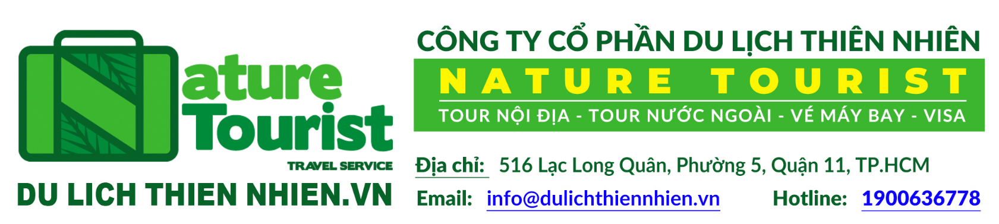 Nature
Tourist
TRAVEL SERVICE
DU LICH THIEN NHIEN.VN
CÔNG TY CỔ PHẦN DU LỊCH THIÊN NHIÊN
NATURE TOURIST
TOUR NỘI ĐỊA - TOUR NƯỚC NGOÀI - VÉ MÁY BAY - VISA
Địa chỉ: 516 Lạc Long Quân, Phường 5, Quận 11, TP.HCM
Email: info@dulichthiennhien.vn Hotline: 1900636778